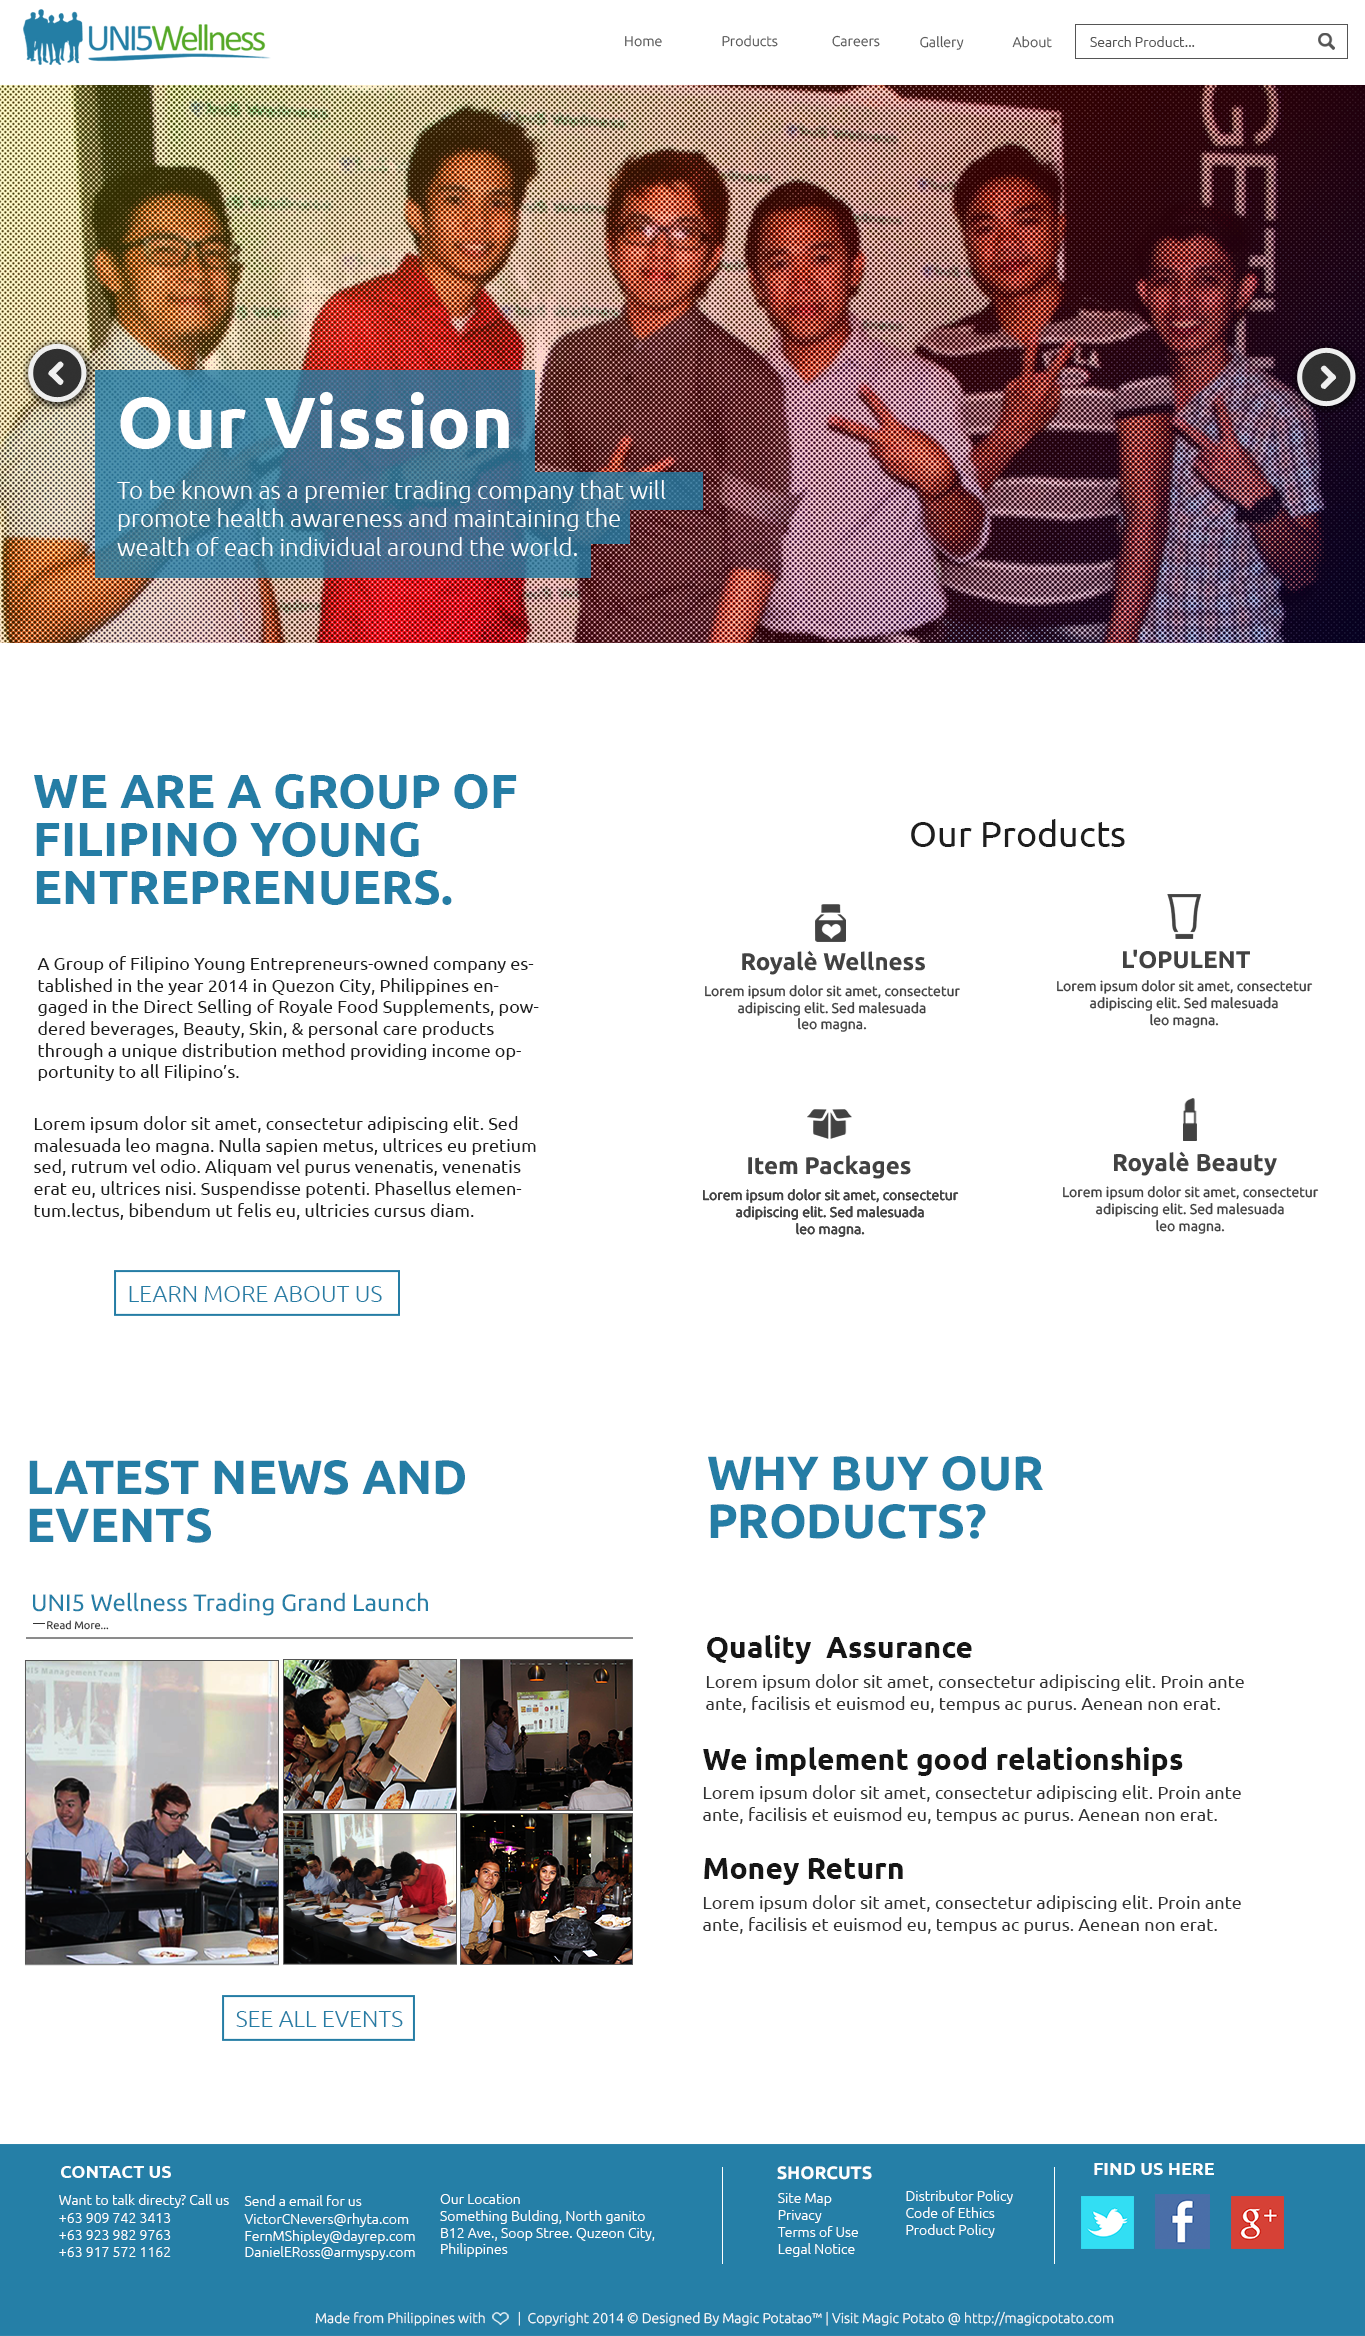 UNI5Wellness
Home Products Careers Gallery About Search Product...
GET
Our Vission
To be known as a premier trading company that will
promote health awareness and maintaining the
wealth of each individual around the world.
WE ARE A GROUP OF
FILIPINO YOUNG
ENTREPRENUERS.
A Group of Filipino Young Entrepreneurs-owned company es-
tablished in the year 2014 in Quezon City, Philippines en-
gaged in the Direct Selling of Royale Food Supplements, pow-
dered beverages, Beauty, Skin, & personal care products
through a unique distribution method providing income op-
portunity to all Filipino's.
Lorem ipsum dolor sit amet, consectetur adipiscing elit. Sed
malesuada leo magna. Nulla sapien metus, ultrices eu pretium
sed, rutrum vel odio. Aliquam vel purus venenatis, venenatis
erat eu, ultrices nisi. Suspendisse potenti. Phasellus elemen-
tum.lectus, bibendum ut felis eu, ultricies cursus diam.
LEARN MORE ABOUT US
Our Products
Royalè Wellness
Lorem ipsum dolor sit amet, consectetur
adipiscing elit. Sed malesuada
leo magna.
L'OPULENT
Lorem ipsum dolor sit amet, consectetur
adipiscing elit. Sed malesuada
leo magna.
Item Packages
Lorem ipsum dolor sit amet, consectetur
adipiscing elit. Sed malesuada
leo magna.
Royalè Beauty
Lorem ipsum dolor sit amet, consectetur
adipiscing elit. Sed malesuada
leo magna.
LATEST NEWS AND
EVENTS
UNI5 Wellness Trading Grand Launch
—Read More...
NI5 Management Team
SEE ALL EVENTS
WHY BUY OUR
PRODUCTS?
Quality Assurance
Lorem ipsum dolor sit amet, consectetur adipiscing elit. Proin ante
ante, facilisis et euismod eu, tempus ac purus. Aenean non erat.
We implement good relationships
Lorem ipsum dolor sit amet, consectetur adipiscing elit. Proin ante
ante, facilisis et euismod eu, tempus ac purus. Aenean non erat.
Money Return
Lorem ipsum dolor sit amet, consectetur adipiscing elit. Proin ante
ante, facilisis et euismod eu, tempus ac purus. Aenean non erat.
CONTACT US
Want to talk directy? Call us
+63 909 742 3413
+63 923 982 9763
+63 917 572 1162
Send a email for us
VictorCNevers@rhyta.com
FernMShipley@dayrep.com
DanielERoss@armyspy.com
Our Location
Something Bulding, North ganito
B12 Ave., Soop Stree. Quzeon City,
Philippines
SHORCUTS
Site Map
Privacy
Terms of Use
Legal Notice
Distributor Policy
Code of Ethics
Product Policy
FIND US HERE
f g+
Made from Philippines with | Copyright 2014 © Designed By Magic Potatao™ | Visit Magic Potato @ http://magicpotato.com